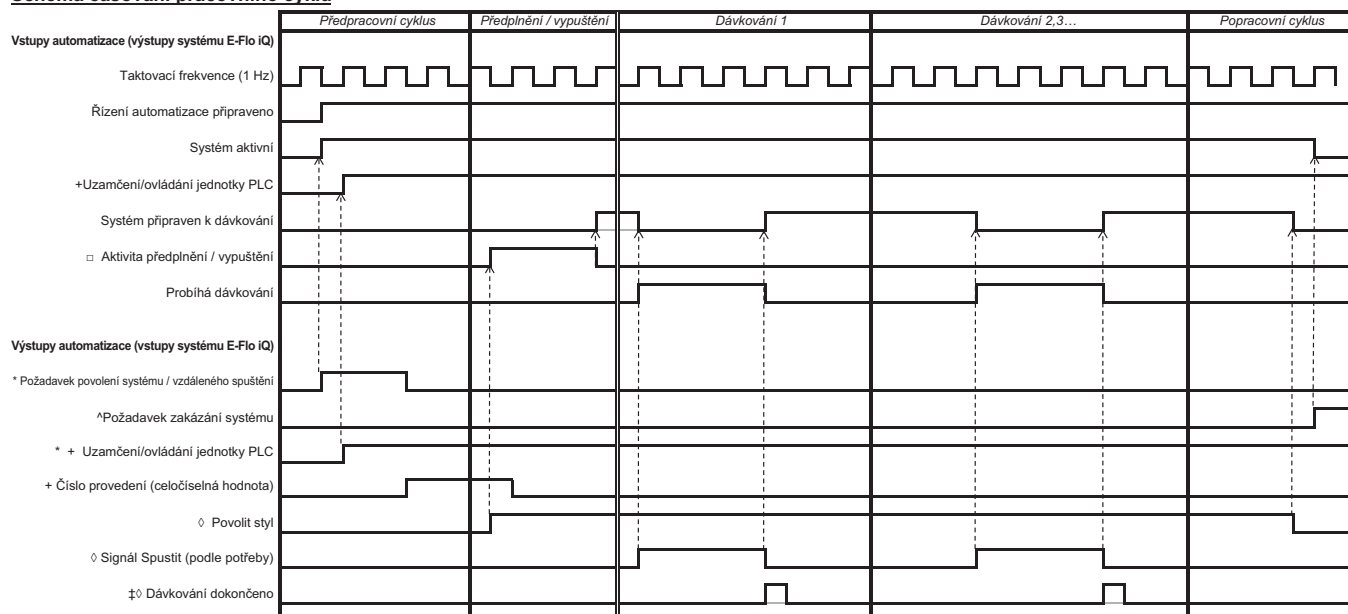 Schéma časování pracovního cyklu
Předpracovní cyklus
Předplnění / vypuštění
Dávkování 1
Dávkování 2,3…
Popracovní cyklus
Vstupy automatizace (výstupy systému E-Flo iQ)
Taktovací frekvence (1 Hz)
Řízení automatizace připraveno
Systém aktivní
+Uzamčení/ovládání jednotky PLC
Systém připraven k dávkování
□ Aktivita předplnění / vypuštění
Probíhá dávkování
Výstupy automatizace (vstupy systému E-Flo iQ)
* Požadavek povolení systému / vzdáleného spuštění
^Požadavek zakázání systému
* + Uzamčení/ovládání jednotky PLC
+ Číslo provedení (celočíselná hodnota)
◊ Povolit styl
◊ Signál Spustit (podle potřeby)
‡◊ Dávkování dokončeno